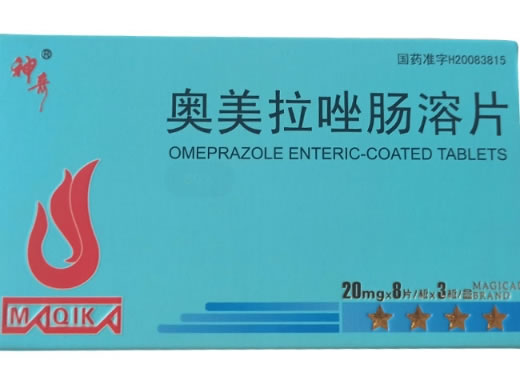 神奇®
国药准字H20083815
奥美拉唑肠溶片
OMEPRAZOLE ENTERIC-COATED TABLETS
MAQIKA
20mg×8片/板×3板/盒
MAGICAL
BRAND